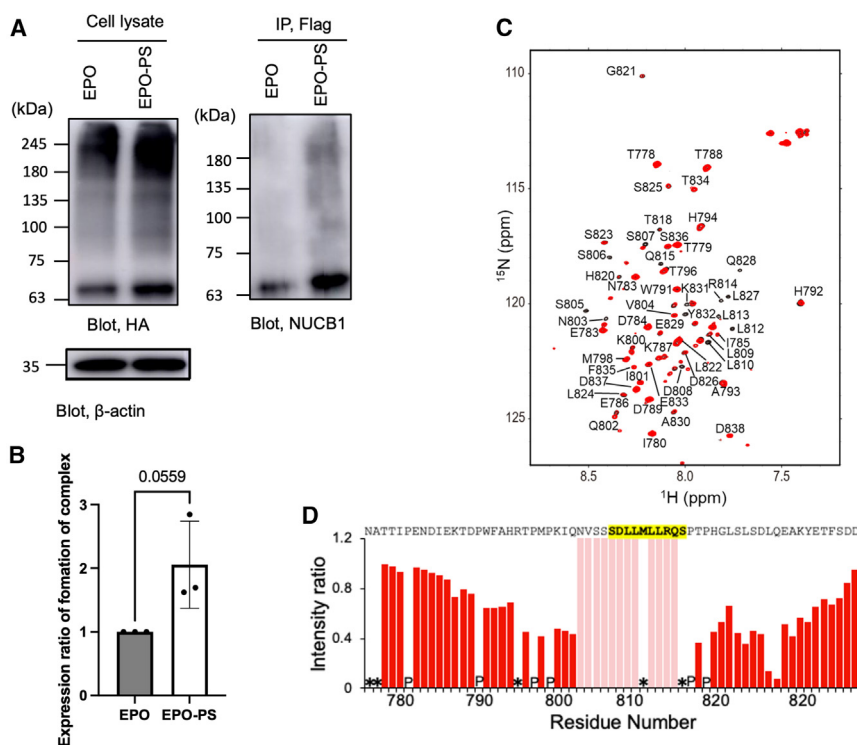 A
Cell lysate
IP, Flag
EPO
EPO-PS
EPO
EPO-PS
(kDa)
(kDa)
245
180
135
100
75
63
180
135
100
75
63
Blot, HA
Blot, NUCB1
35
Blot, β-actin
B
0.0559
Expression ratio of fomation of complex
3
2
1
0
EPO
EPO-PS
C
110
115
120
125
15N (ppm)
G821
T778
T788
S825
T834
T818
H794
S823
S807
S836
T779
S806
Q815
T796
Q828
H820
N783
W791
K831
R814
L827
H792
S805
V804
Y832
L813
N803
D784
E829
L812
E783
I785
K800
K787
L809
M798
L822
L810
F835
I801
D826
D837
D808
A793
L824
E833
E786
D789
A830
Q802
I780
D838
8.5
8.0
7.5
1H (ppm)
D
NATTIPENDIEKTDPWFAHRTPMPKIQNVSSSDLLMLLRQSPTPHGLSLSDLQEAKYETFSDD
Intensity ratio
1.2
0.8
0.4
0
* * P P * P P * * P P
780
790
800
810
820
820
Residue Number